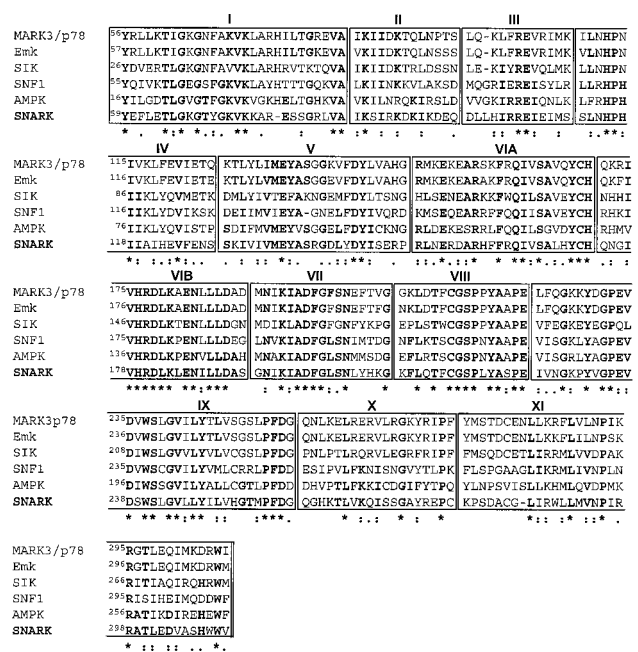 I II III
MARK3/p78 56YRLLKTIGKGNFAKVKLARHILTGREVA IKIIDKTQLNPTS LQ-KLFREVRIMK ILNHPN
Emk 57YRLLKTIGKGNFAKVKLARHILTGKEVA IKIIDKTQLNSSS LQ-KLFREVRIMK VLNHPN
SIK 26YDVERTLGKGNFAVVKLARHRVTKTQVA IKIIDKTRLDSSN LE-KIYREVQLMK LLNHPN
SNF1 55YQIVKTLGEGSFGKVKLAYHTTTGQKVA LKIINKKVLAKSD MQGRIEREISYLR LLRHPH
AMPK 16YILGDTLGVGTFGKVKVGKHELTGHKVA VKILNRQKIRSLD VVGKIRREIQNLK LFRHPH
SNARK 59YEFLETLGKGTYGKVKKAR-ESSGRLVA IKSIRKDKIKDEQ DLLHIRREIEIMS SLNHPH
IV V VIA
MARK3/p78 115IVKLFEVIETQ KTLYLIMEYASGGKVFDYLVAHG RMKEKEARSKFRQIVSAVQYCH QKRI
Emk 116IVKLFEVIETE KTLYLVMEYASGGEVFDYLVAHG RMKEKEARAKFRQIVSAVQYCH QKFI
SIK 86IIKLYQVMETK DMLYIVTEFAKNGEMFDYLTSNG HLSENEARKKFWQILSAVEYCH NHHI
SNF1 116IIKLYDVIKSK DEIIMVIEYA-GNELFDYIVQRD KMSEQEARRFFQQIISAVEYCH RHKI
AMPK 76IIKLYQVISTP SDIFMVMEYVSGGELFDYICKNG RLDEKESRRLFQQILSGVDYCH RHMV
SNARK 118IIAIHEVFENS SKIVIVMEYASRGDLYDYISERP RLNERDARHFFRQIVSALHYCH QNGI
VIB VII VIII
MARK3/p78 175VHRDLKAENLLLDAD MNIKIADFGFSNEFTVG GKLDTFCGSPPYAAPE LFQGKKYDGPEV
Emk 176VHRDLKAENLLLDAD MNIKIADFGFSNEFTFG NKLDTFCGSPPYAAPE LFQGKKYDGPEV
SIK 146VHRDLKTENLLLDGN MDIKLADFGFGNFYKPG EPLSTWCGSPPYAAPE VFEGKEYEGPQL
SNF1 175VHRDLKPENLLLDEG LNVKIADFGLSNIMTDG NFLKTSCGSPNYAAPE VISGRLYAGPEV
AMPK 136VHRDLKPENVLLDAH MNAKIADFGLSNMMSDG EFLRTSCGSPNYAAPE VISGRLYAGPEV
SNARK 178VHRDLKLENILLDAS GNIKIADFGLSNLYHKG KFLQTFCGSPLYASPE IVNGKPYVGPEV
IX X XI
MARK3p78 235DVWSLGVILYTLVSGSLPFDG QNLKELRERVLRGKYRIPF YMSTDCENLLKRFLVLNPIK
Emk 236DVWSLGVILYTLVSGSLPFDG QNLKELRERVLRGKYRIPF YMSTDCENLLKKFLILNPSK
SIK 208DIWSLGVVLYVLVCGSLPFDG PNLPTLRQRVLEGRFRIPF FMSQDCETLIRRMLVVDPAK
SNF1 235DVWSCGVILYVMLCRRLPFDD ESIPVLFKNISNGVYTLPK FLSPGAAGLIKRMLIVNPLN
AMPK 196DIWSSGVILYALLCGTLPFDD DHVPTLFKKICDGIFYTPQ YLNPSVISLLKHMLQVDPMK
SNARK 238DSWSLGVLLYILVHGTMPFDG QGHKTLVKQISSGAYREPC KPSDACG-LIRWLLMVNPIR
MARK3/p78 295RGTLEQIMKDRWI
Emk 296RGTLEQIMKDRWM
SIK 266RITIAQIRQHRWM
SNF1 295RISIHEIMQDDWF
AMPK 256RATIKDIREHEWF
SNARK 298RATLEDVASHWWV